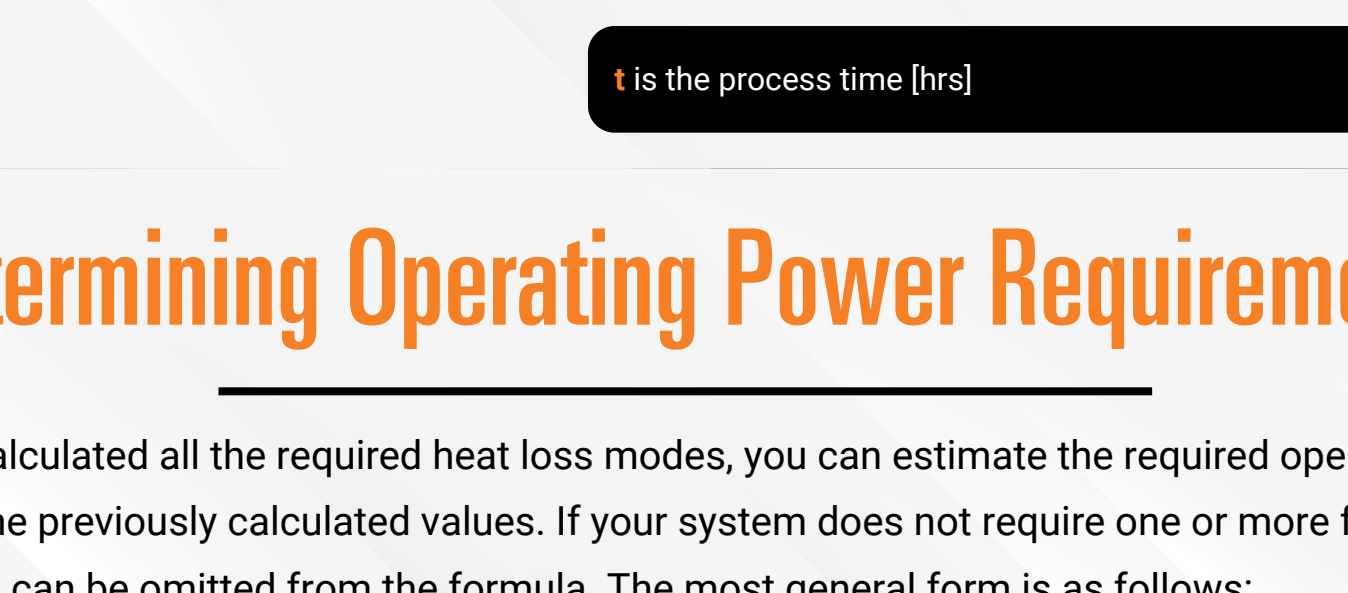 t is the process time [hrs]
termining Operating Power Requireme
alculated all the required heat loss modes, you can estimate the required ope
he previously calculated values. If your system does not require one or more f
can be omitted from the formula. The most general form is as follows: